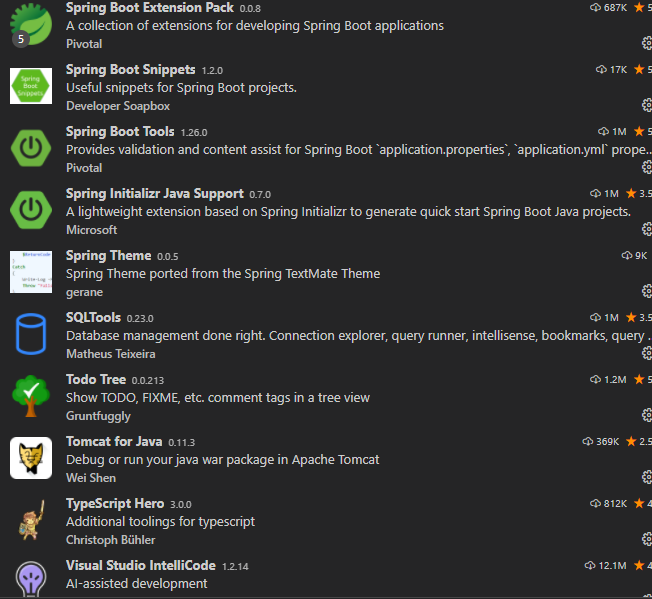 Spring Boot Extension Pack 0.0.8 687K 5
A collection of extensions for developing Spring Boot applications
5
Pivotal
Spring Boot Snippets 1.2.0 17K 5
Useful snippets for Spring Boot projects.
Spring Boot Snippets
Developer Soapbox
Spring Boot Tools 1.26.0 1M 5
Provides validation and content assist for Spring Boot `application.properties`, `application.yml` prope...
Pivotal
Spring Initializr Java Support 0.7.0 1M 3.5
A lightweight extension based on Spring Initializr to generate quick start Spring Boot Java projects.
Microsoft
Spring Theme 0.0.5 9K
Spring Theme ported from the Spring TextMate Theme
gerane
SQLTools 0.23.0 1M 3.5
Database management done right. Connection explorer, query runner, intellisense, bookmarks, query .
Matheus Teixeira
Todo Tree 0.0.213 1.2M 5
Show TODO, FIXME, etc. comment tags in a tree view
Gruntfuggly
Tomcat for Java 0.11.3 369K 2.5
Debug or run your java war package in Apache Tomcat
Wei Shen
TypeScript Hero 3.0.0 812K 4
Additional toolings for typescript
Christoph Bühler
Visual Studio IntelliCode 1.2.14 12.1M 4
AI-assisted development